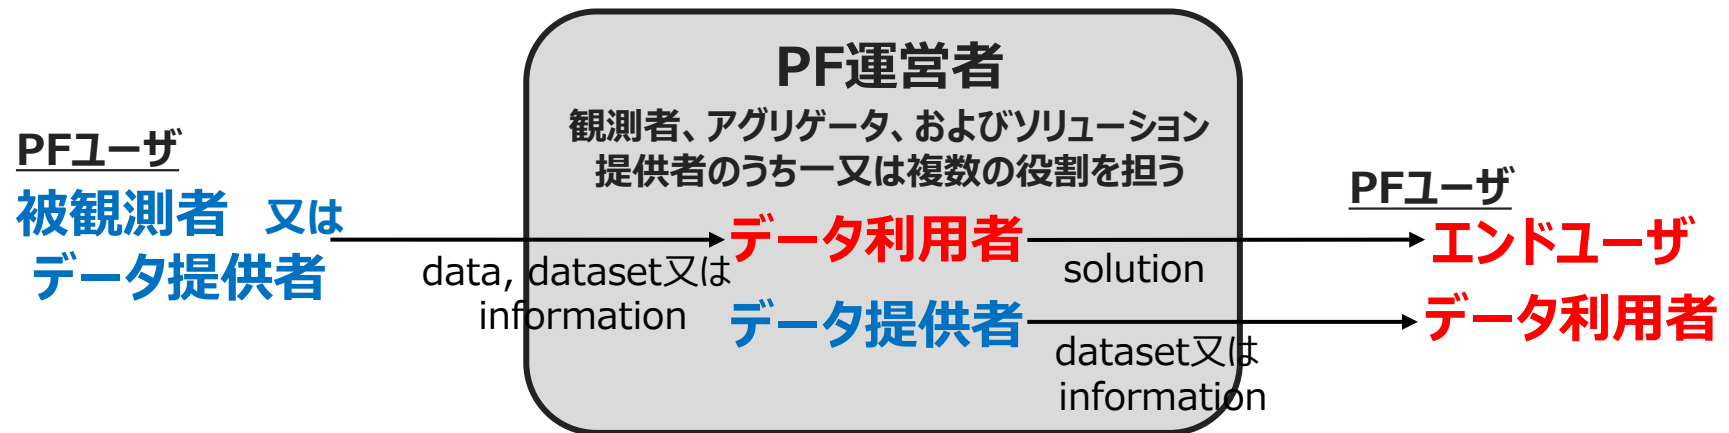 PF運営者
観測者、アグリゲータ、およびソリューション
提供者のうち一又は複数の役割を担う
PFユーザ
被観測者 又は
データ提供者
data, dataset又は
information
データ利用者
データ提供者
solution
dataset又は
information
PFユーザ
エンドユーザ
データ利用者